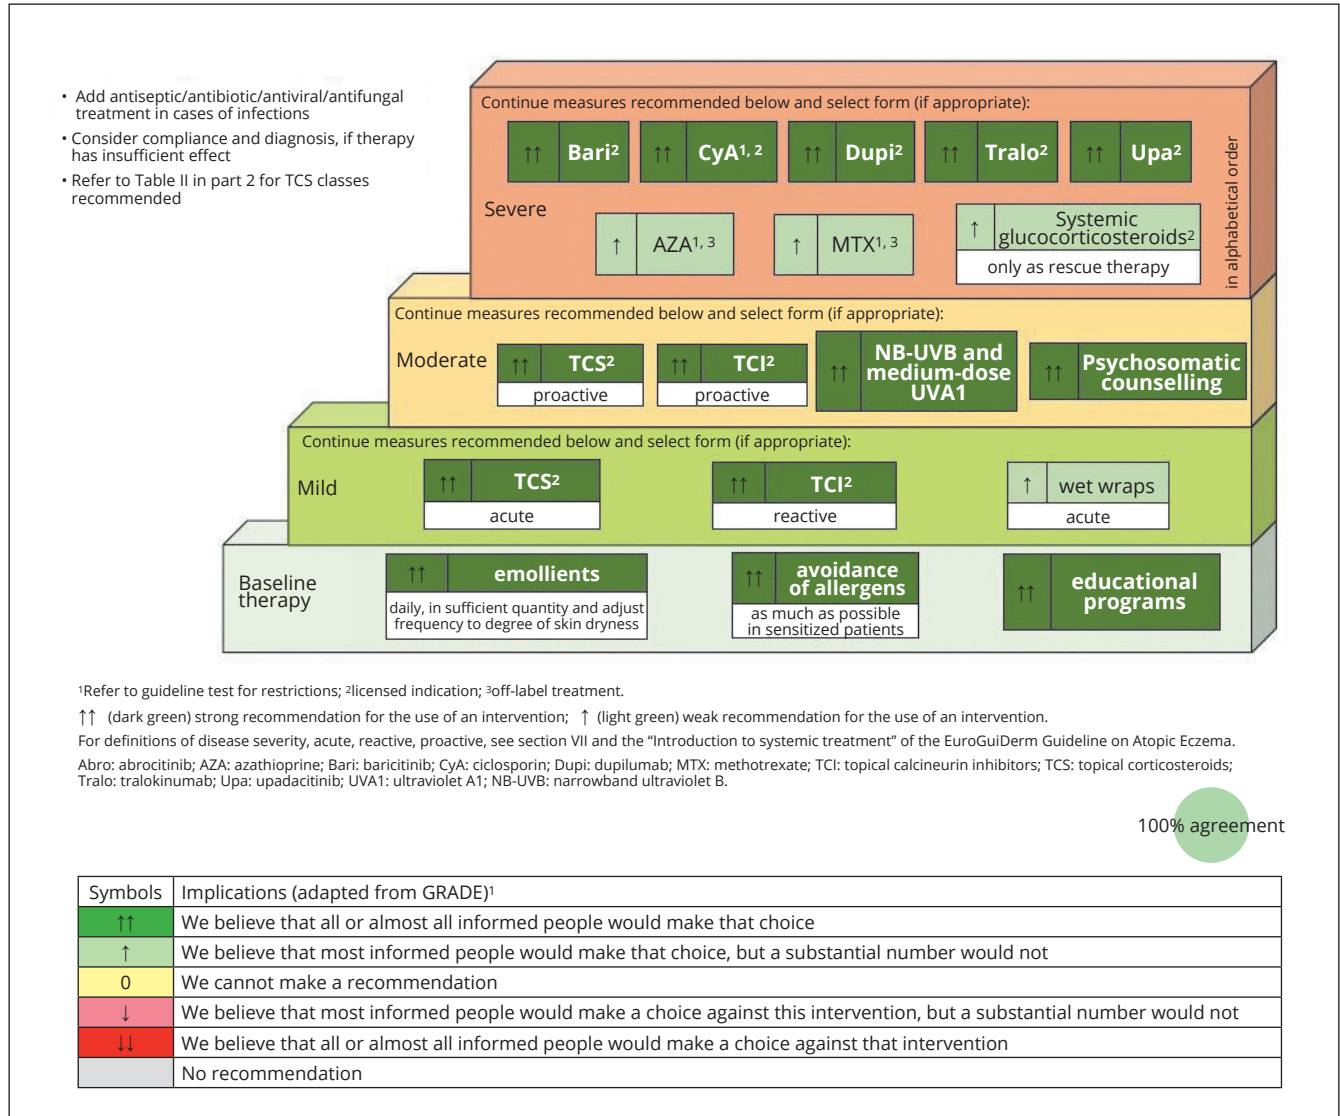 • Add antiseptic/antibiotic/antiviral/antifungal
treatment in cases of infections
• Consider compliance and diagnosis, if therapy
has insufficient effect
• Refer to Table II in part 2 for TCS classes
recommended
Continue measures recommended below and select form (if appropriate):
↑↑ Bari²
↑↑ CyA¹, ²
↑↑ Dupi²
↑↑ Tralo²
↑↑ Upa²
Severe
↑ AZA¹, ³
↑ MTX¹, ³
↑ Systemic
glucocorticosteroids²
only as rescue therapy
in alphabetical order
Continue measures recommended below and select form (if appropriate):
Moderate
↑↑ TCS²
proactive
↑↑ TCI²
proactive
↑↑ NB-UVB and
medium-dose
UVA1
↑↑ Psychosomatic
counselling
Continue measures recommended below and select form (if appropriate):
Mild
↑↑ TCS²
acute
↑↑ TCI²
reactive
↑ wet wraps
acute
Baseline
therapy
↑↑ emollients
daily, in sufficient quantity and adjust
frequency to degree of skin dryness
↑↑ avoidance
of allergens
as much as possible
in sensitized patients
↑↑ educational
programs
¹Refer to guideline test for restrictions; ²licensed indication; ³off-label treatment.
↑↑ (dark green) strong recommendation for the use of an intervention; ↑ (light green) weak recommendation for the use of an intervention.
For definitions of disease severity, acute, reactive, proactive, see section VII and the “Introduction to systemic treatment” of the EuroGuiDerm Guideline on Atopic Eczema.
Abro: abrocitinib; AZA: azathioprine; Bari: baricitinib; CyA: ciclosporin; Dupi: dupilumab; MTX: methotrexate; TCI: topical calcineurin inhibitors; TCS: topical corticosteroids;
Tralo: tralokinumab; Upa: upadacitinib; UVA1: ultraviolet A1; NB-UVB: narrowband ultraviolet B.
100% agreement
Symbols Implications (adapted from GRADE)¹
↑↑ We believe that all or almost all informed people would make that choice
↑ We believe that most informed people would make that choice, but a substantial number would not
0 We cannot make a recommendation
↓ We believe that most informed people would make a choice against this intervention, but a substantial number would not
↓↓ We believe that all or almost all informed people would make a choice against that intervention
No recommendation